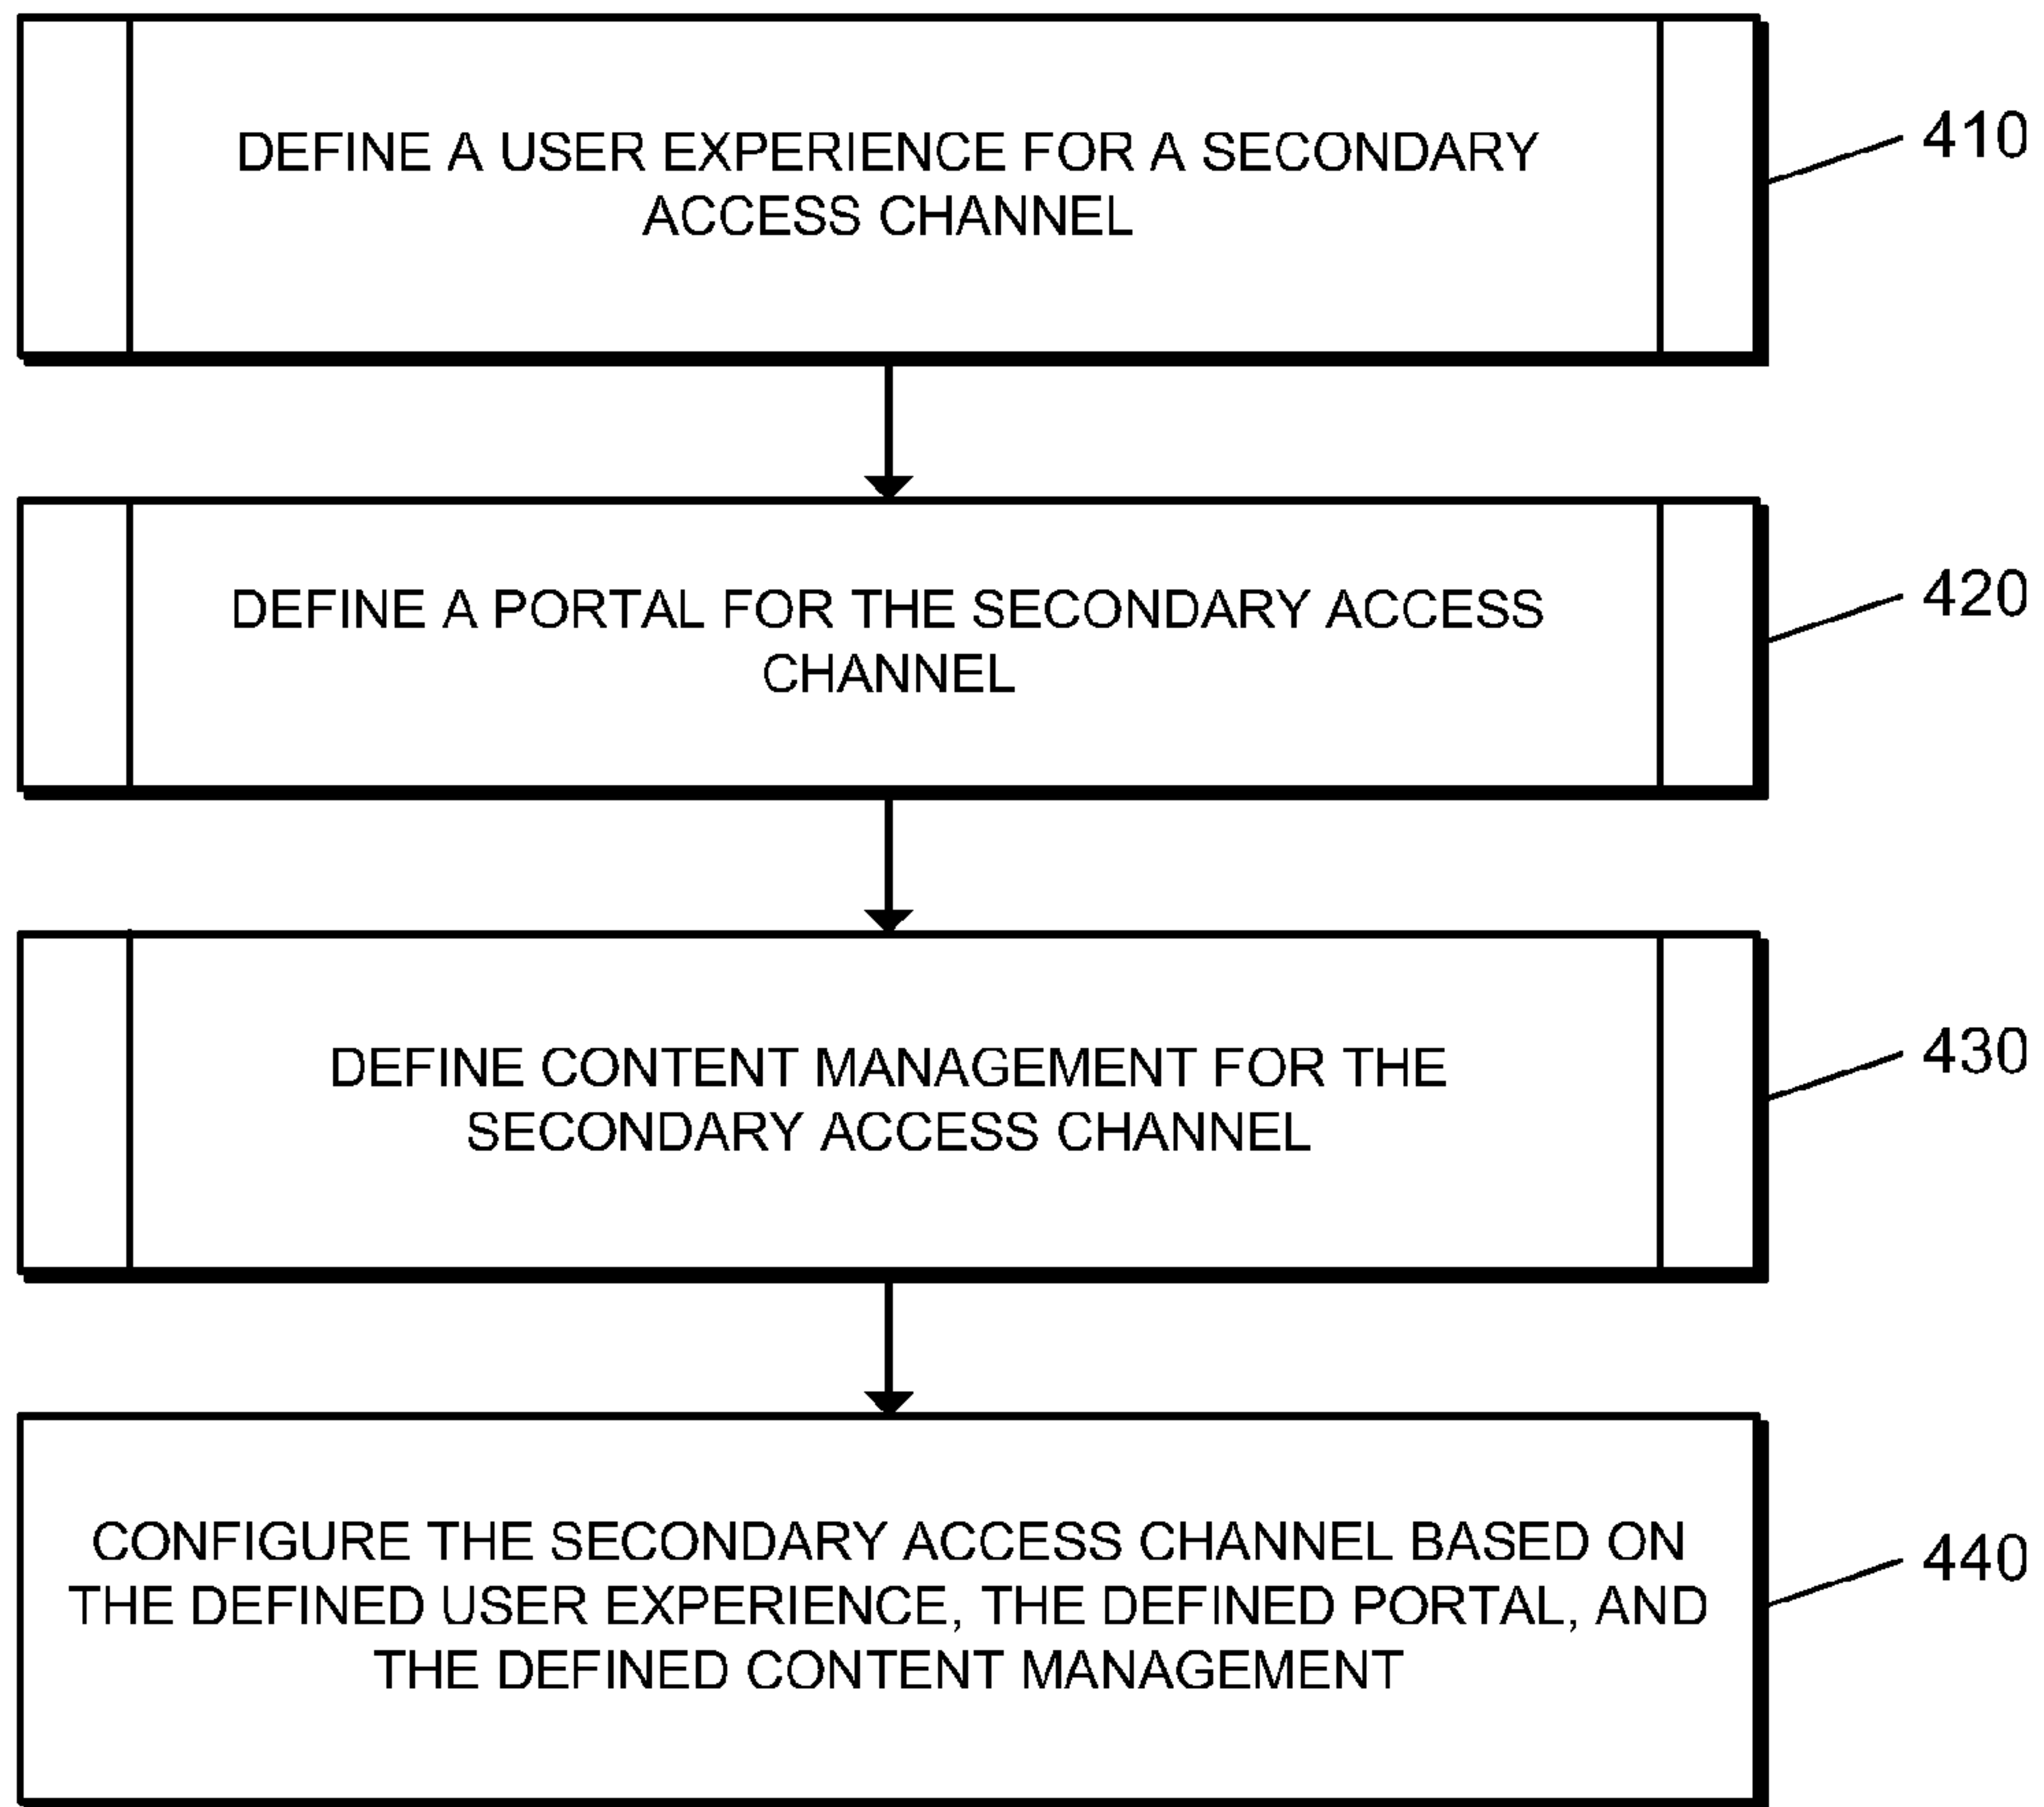 DEFINE A USER EXPERIENCE FOR A SECONDARY
ACCESS CHANNEL
410
DEFINE A PORTAL FOR THE SECONDARY ACCESS
CHANNEL
420
DEFINE CONTENT MANAGEMENT FOR THE
SECONDARY ACCESS CHANNEL
430
CONFIGURE THE SECONDARY ACCESS CHANNEL BASED ON
THE DEFINED USER EXPERIENCE, THE DEFINED PORTAL, AND
THE DEFINED CONTENT MANAGEMENT
440